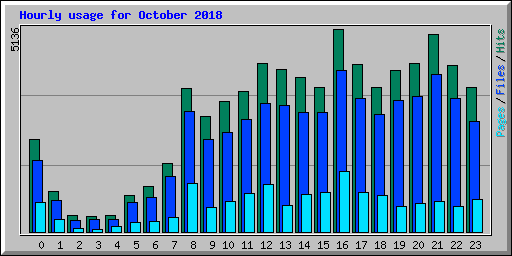 Hourly usage for October 2018
5136
Pages/Files/Hits
0 1 2 3 4 5 6 7 8 9 10 11 12 13 14 15 16 17 18 19 20 21 22 23